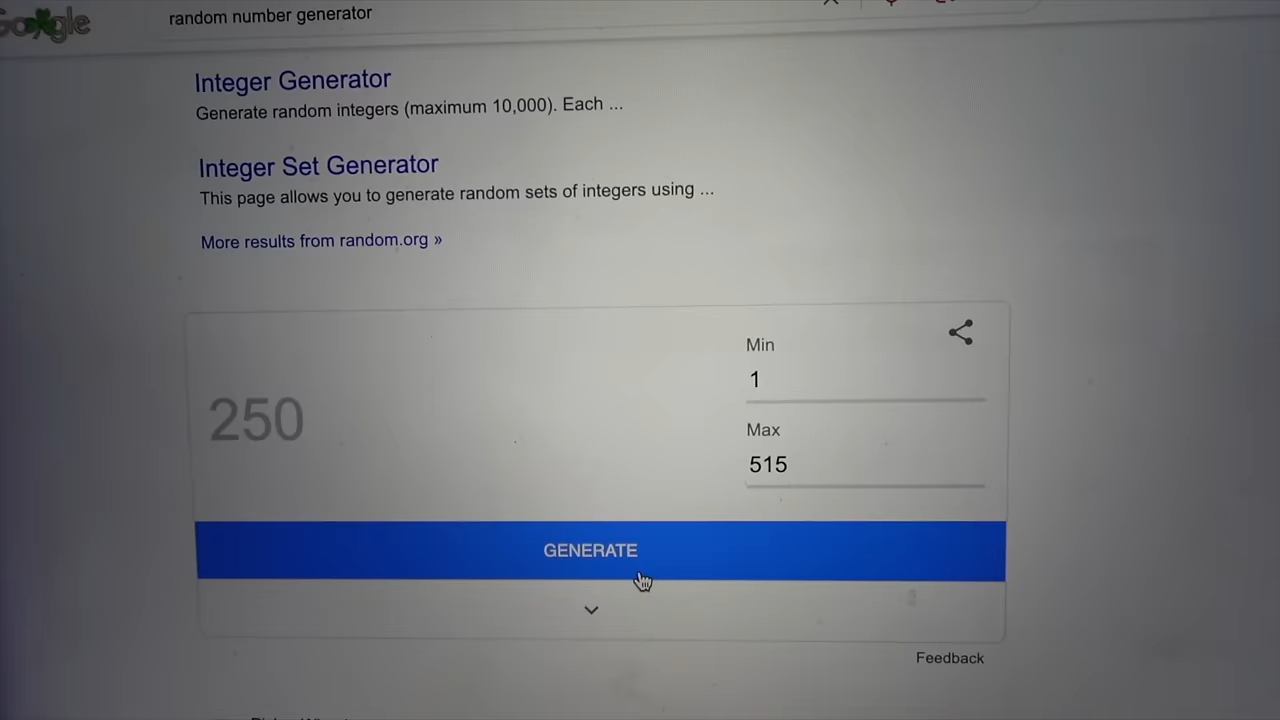 Google
random number generator
Integer Generator
Generate random integers (maximum 10,000). Each ...
Integer Set Generator
This page allows you to generate random sets of integers using ...
More results from random.org »
Min
1
250
Max
515
GENERATE
Feedback